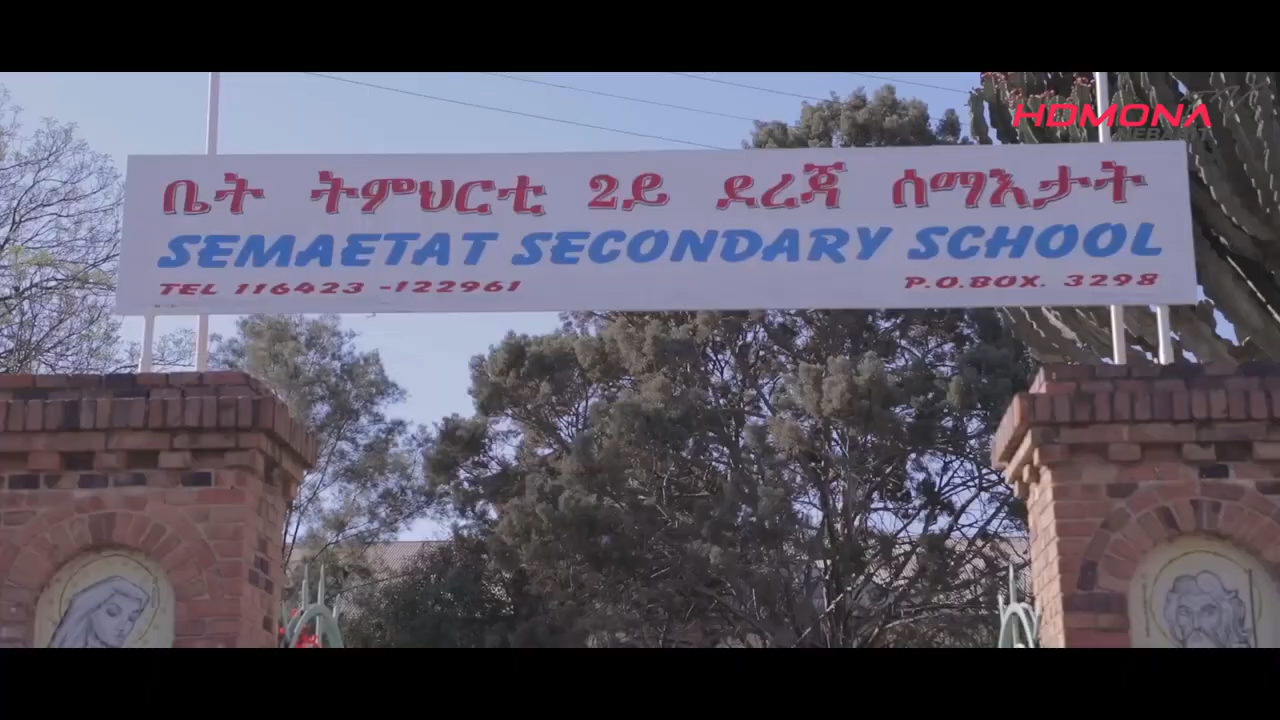 HDMONA
ቤት ትምህርቲ 2ይ ደረጃ ሰማእታት
SEMAETAT SECONDARY SCHOOL
TEL 116423 -122961 P.O.BOX. 3298